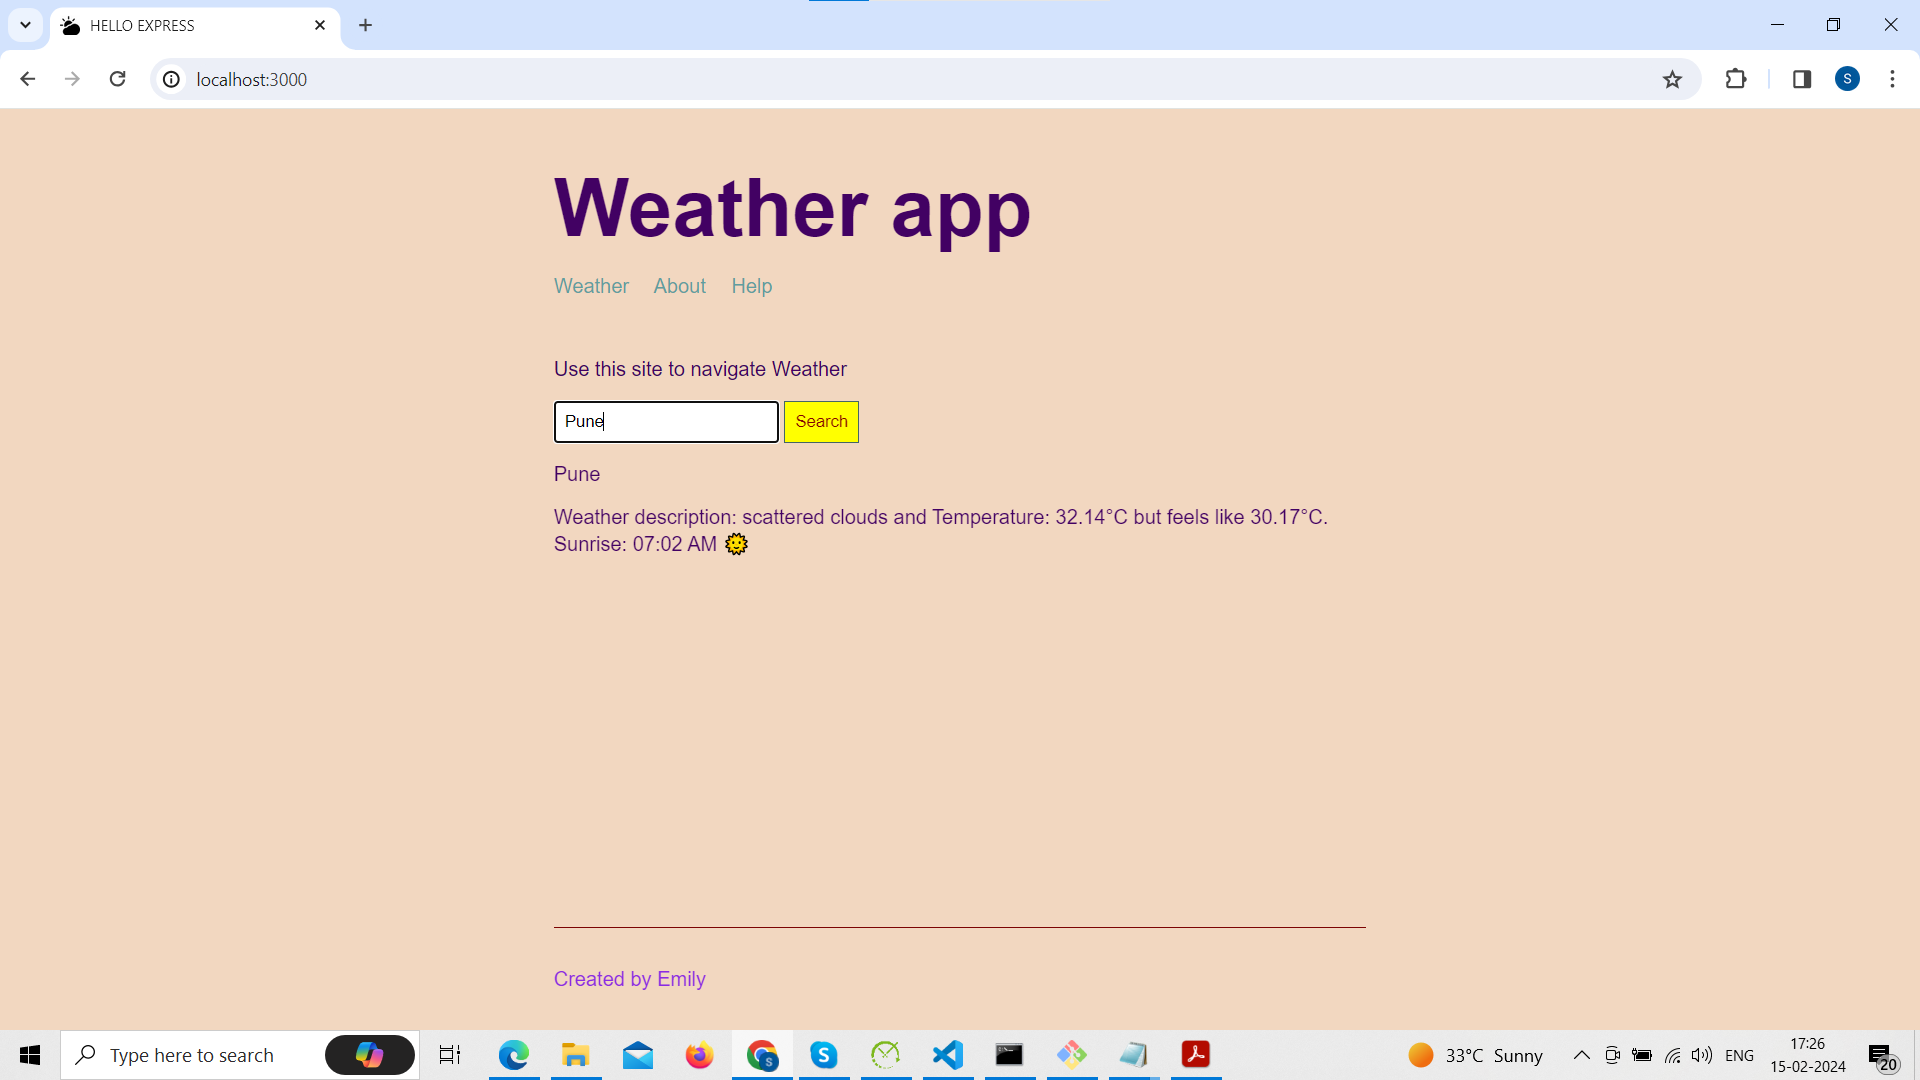 HELLO EXPRESS
localhost:3000
S
Weather app
Weather About Help
Use this site to navigate Weather
Pune
Search
Pune
Weather description: scattered clouds and Temperature: 32.14°C but feels like 30.17°C.
Sunrise: 07:02 AM 🌞
Created by Emily
Type here to search
S
S
33°C Sunny
ENG
17:26
15-02-2024
20